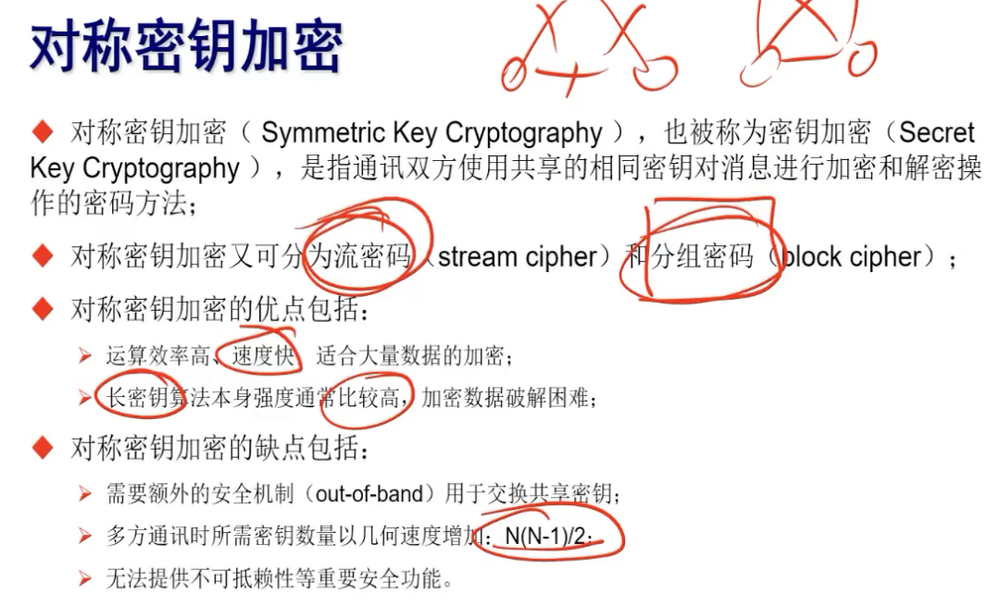 对称密钥加密
对称密钥加密（ Symmetric Key Cryptography ），也被称为密钥加密（Secret
Key Cryptography ），是指通讯双方使用共享的相同密钥对消息进行加密和解密操
作的密码方法；
对称密钥加密又可分为流密码（stream cipher）和分组密码（block cipher）；
对称密钥加密的优点包括：
运算效率高、速度快，适合大量数据的加密；
长密钥算法本身强度通常比较高，加密数据破解困难；
对称密钥加密的缺点包括：
需要额外的安全机制（out-of-band）用于交换共享密钥；
多方通讯时所需密钥数量以几何速度增加：N(N-1)/2；
无法提供不可抵赖性等重要安全功能。